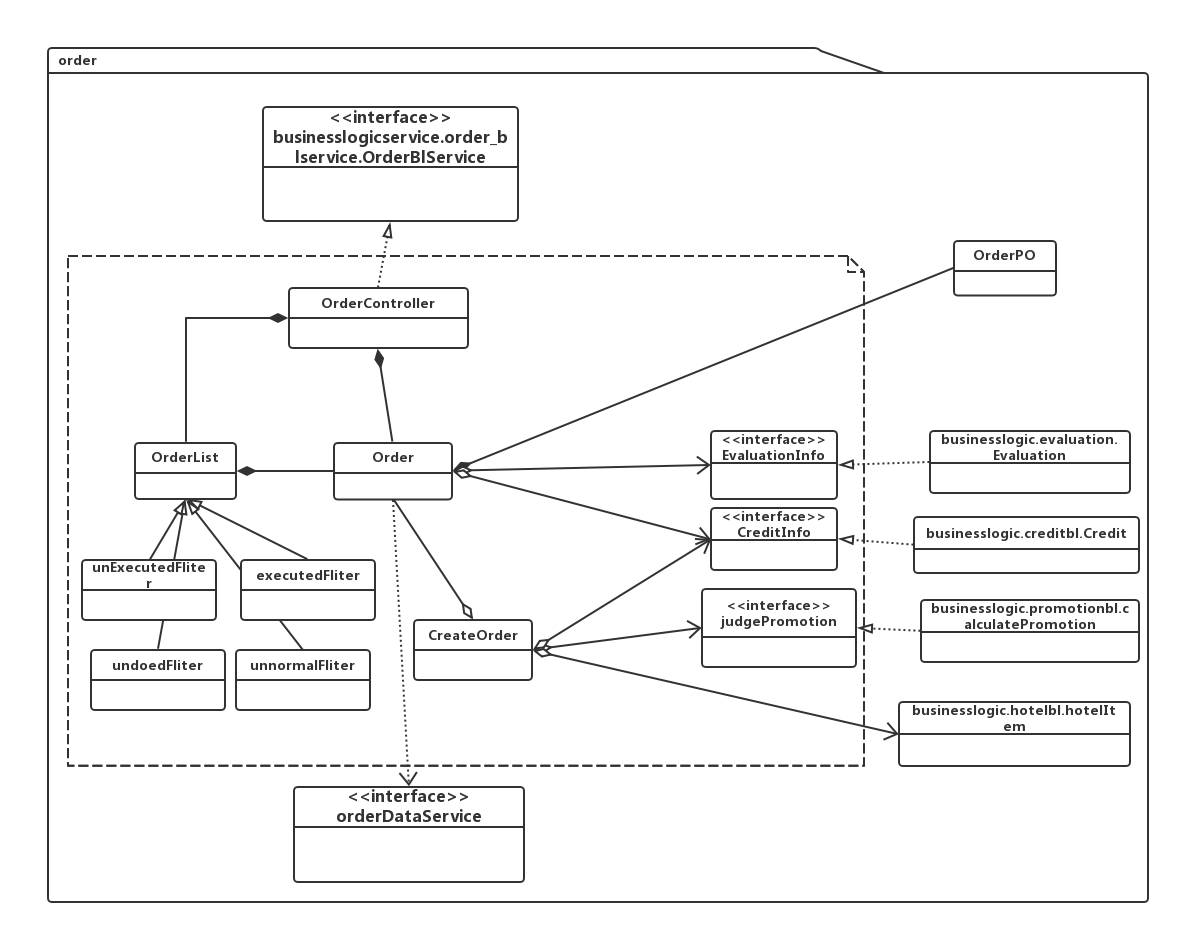 order
<<interface>>
businesslogicservice.order_b
lservice.OrderBlService
OrderPO
OrderController
OrderList
Order
<<interface>>
EvaluationInfo
businesslogic.evaluation.
Evaluation
<<interface>>
CreditInfo
businesslogic.creditbl.Credit
unExecutedFlite
r
executedFliter
<<interface>>
judgePromotion
businesslogic.promotionbl.c
alculatePromotion
CreateOrder
undoedFliter
unnormalFliter
businesslogic.hotelbl.hotelIt
em
<<interface>>
orderDataService